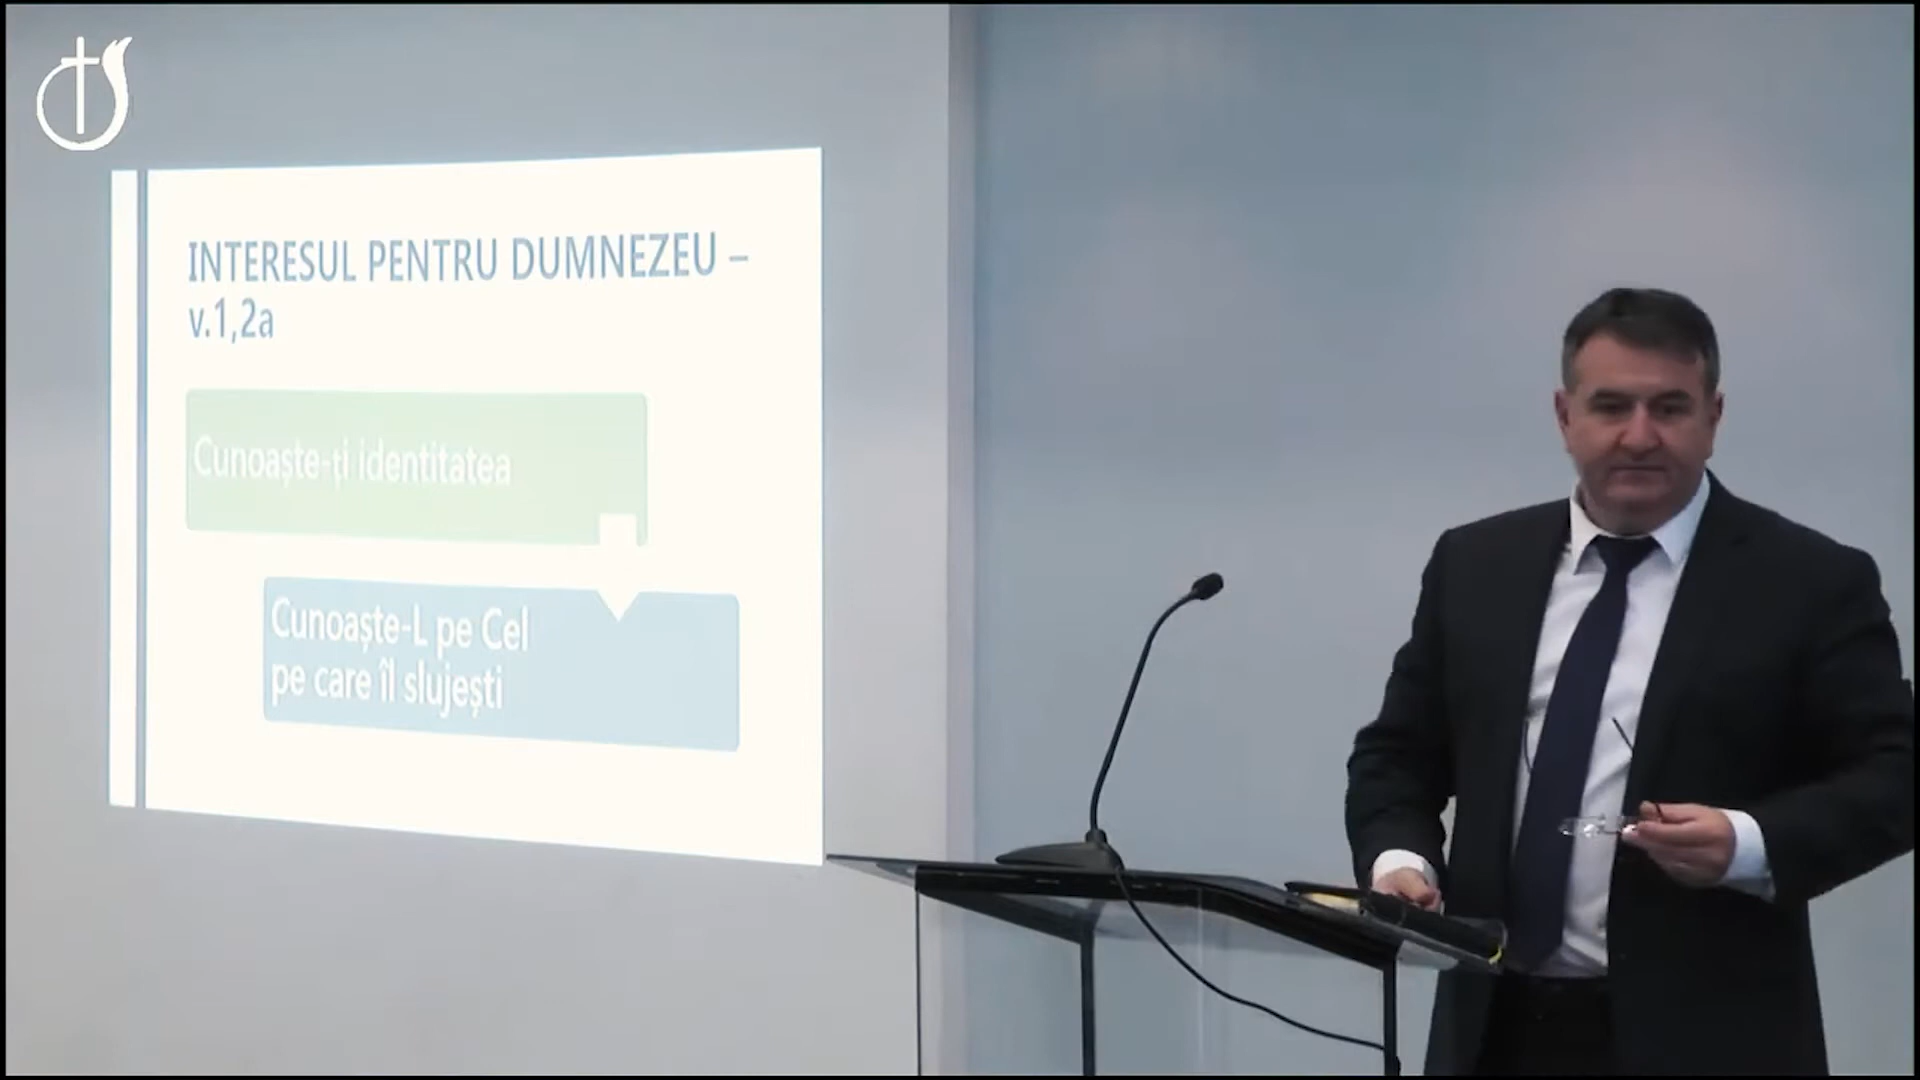 INTERESUL PENTRU DUMNEZEU –
v.1,2a
Cunoaște-ți identitatea
Cunoaște-L pe Cel
pe care îl slujești